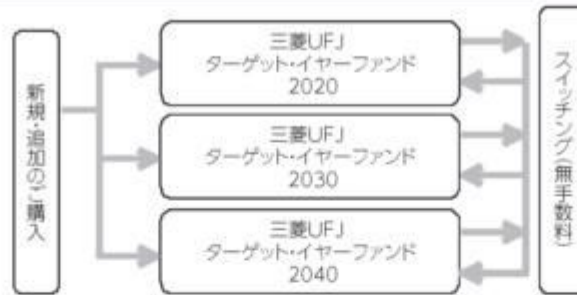 新規・追加のご購入
三菱UFJ
ターゲット・イヤーファンド
2020
三菱UFJ
ターゲット・イヤーファンド
2030
三菱UFJ
ターゲット・イヤーファンド
2040
スイッチング(無手数料)